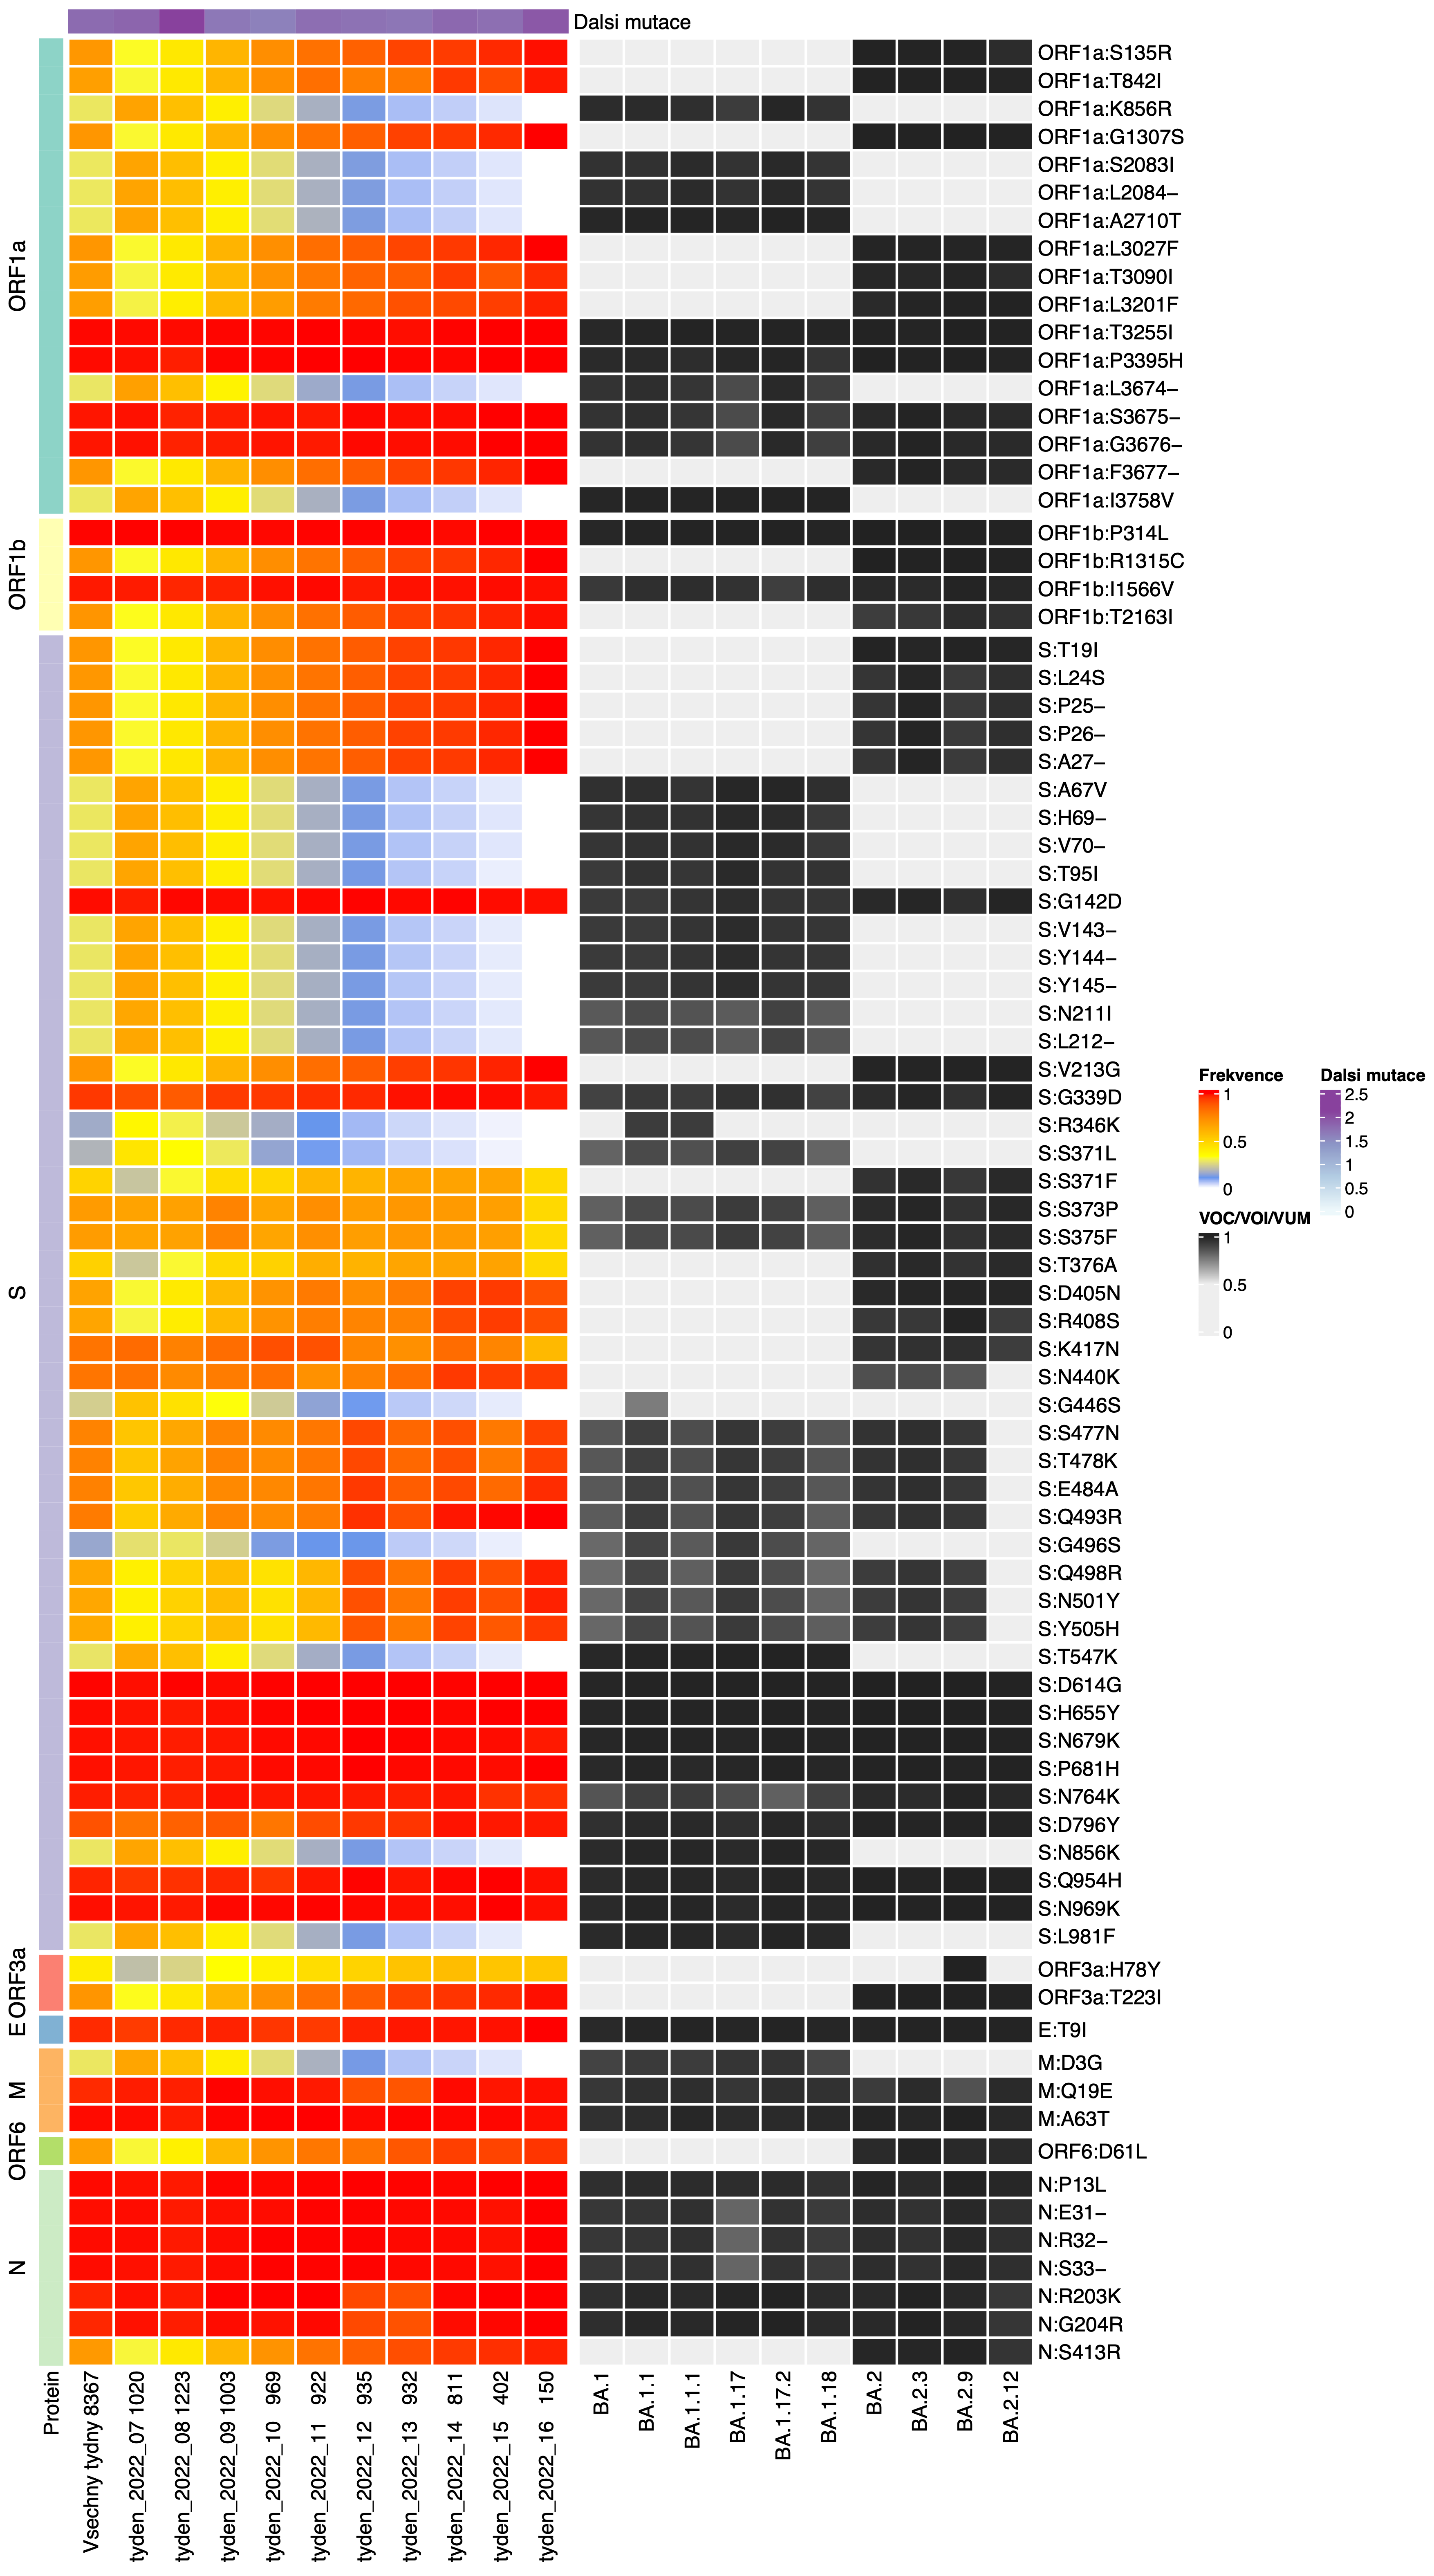 Dalsi mutace
ORF1a
ORF1a:S135R
ORF1a:T842I
ORF1a:K856R
ORF1a:G1307S
ORF1a:S2083I
ORF1a:L2084–
ORF1a:A2710T
ORF1a:L3027F
ORF1a:T3090I
ORF1a:L3201F
ORF1a:T3255I
ORF1a:P3395H
ORF1a:L3674–
ORF1a:S3675–
ORF1a:G3676–
ORF1a:F3677–
ORF1a:I3758V
ORF1b
ORF1b:P314L
ORF1b:R1315C
ORF1b:I1566V
ORF1b:T2163I
S
S:T19I
S:L24S
S:P25–
S:P26–
S:A27–
S:A67V
S:H69–
S:V70–
S:T95I
S:G142D
S:V143–
S:Y144–
S:Y145–
S:N211I
S:L212–
S:V213G
S:G339D
S:R346K
S:S371L
S:S371F
S:S373P
S:S375F
S:T376A
S:D405N
S:R408S
S:K417N
S:N440K
S:G446S
S:S477N
S:T478K
S:E484A
S:Q493R
S:G496S
S:Q498R
S:N501Y
S:Y505H
S:T547K
S:D614G
S:H655Y
S:N679K
S:P681H
S:N764K
S:D796Y
S:N856K
S:Q954H
S:N969K
S:L981F
ORF3a
ORF3a:H78Y
ORF3a:T223I
E
E:T9I
M
M:D3G
M:Q19E
M:A63T
ORF6
ORF6:D61L
N
N:P13L
N:E31–
N:R32–
N:S33–
N:R203K
N:G204R
N:S413R
Protein
Vsechny tydny 8367
tyden_2022_07 1020
tyden_2022_08 1223
tyden_2022_09 1003
tyden_2022_10 969
tyden_2022_11 922
tyden_2022_12 935
tyden_2022_13 932
tyden_2022_14 811
tyden_2022_15 402
tyden_2022_16 150
BA.1
BA.1.1
BA.1.1.1
BA.1.17
BA.1.17.2
BA.1.18
BA.2
BA.2.3
BA.2.9
BA.2.12
Frekvence
1
0.5
0
Dalsi mutace
2.5
2
1.5
1
0.5
0
VOC/VOI/VUM
1
0.5
0